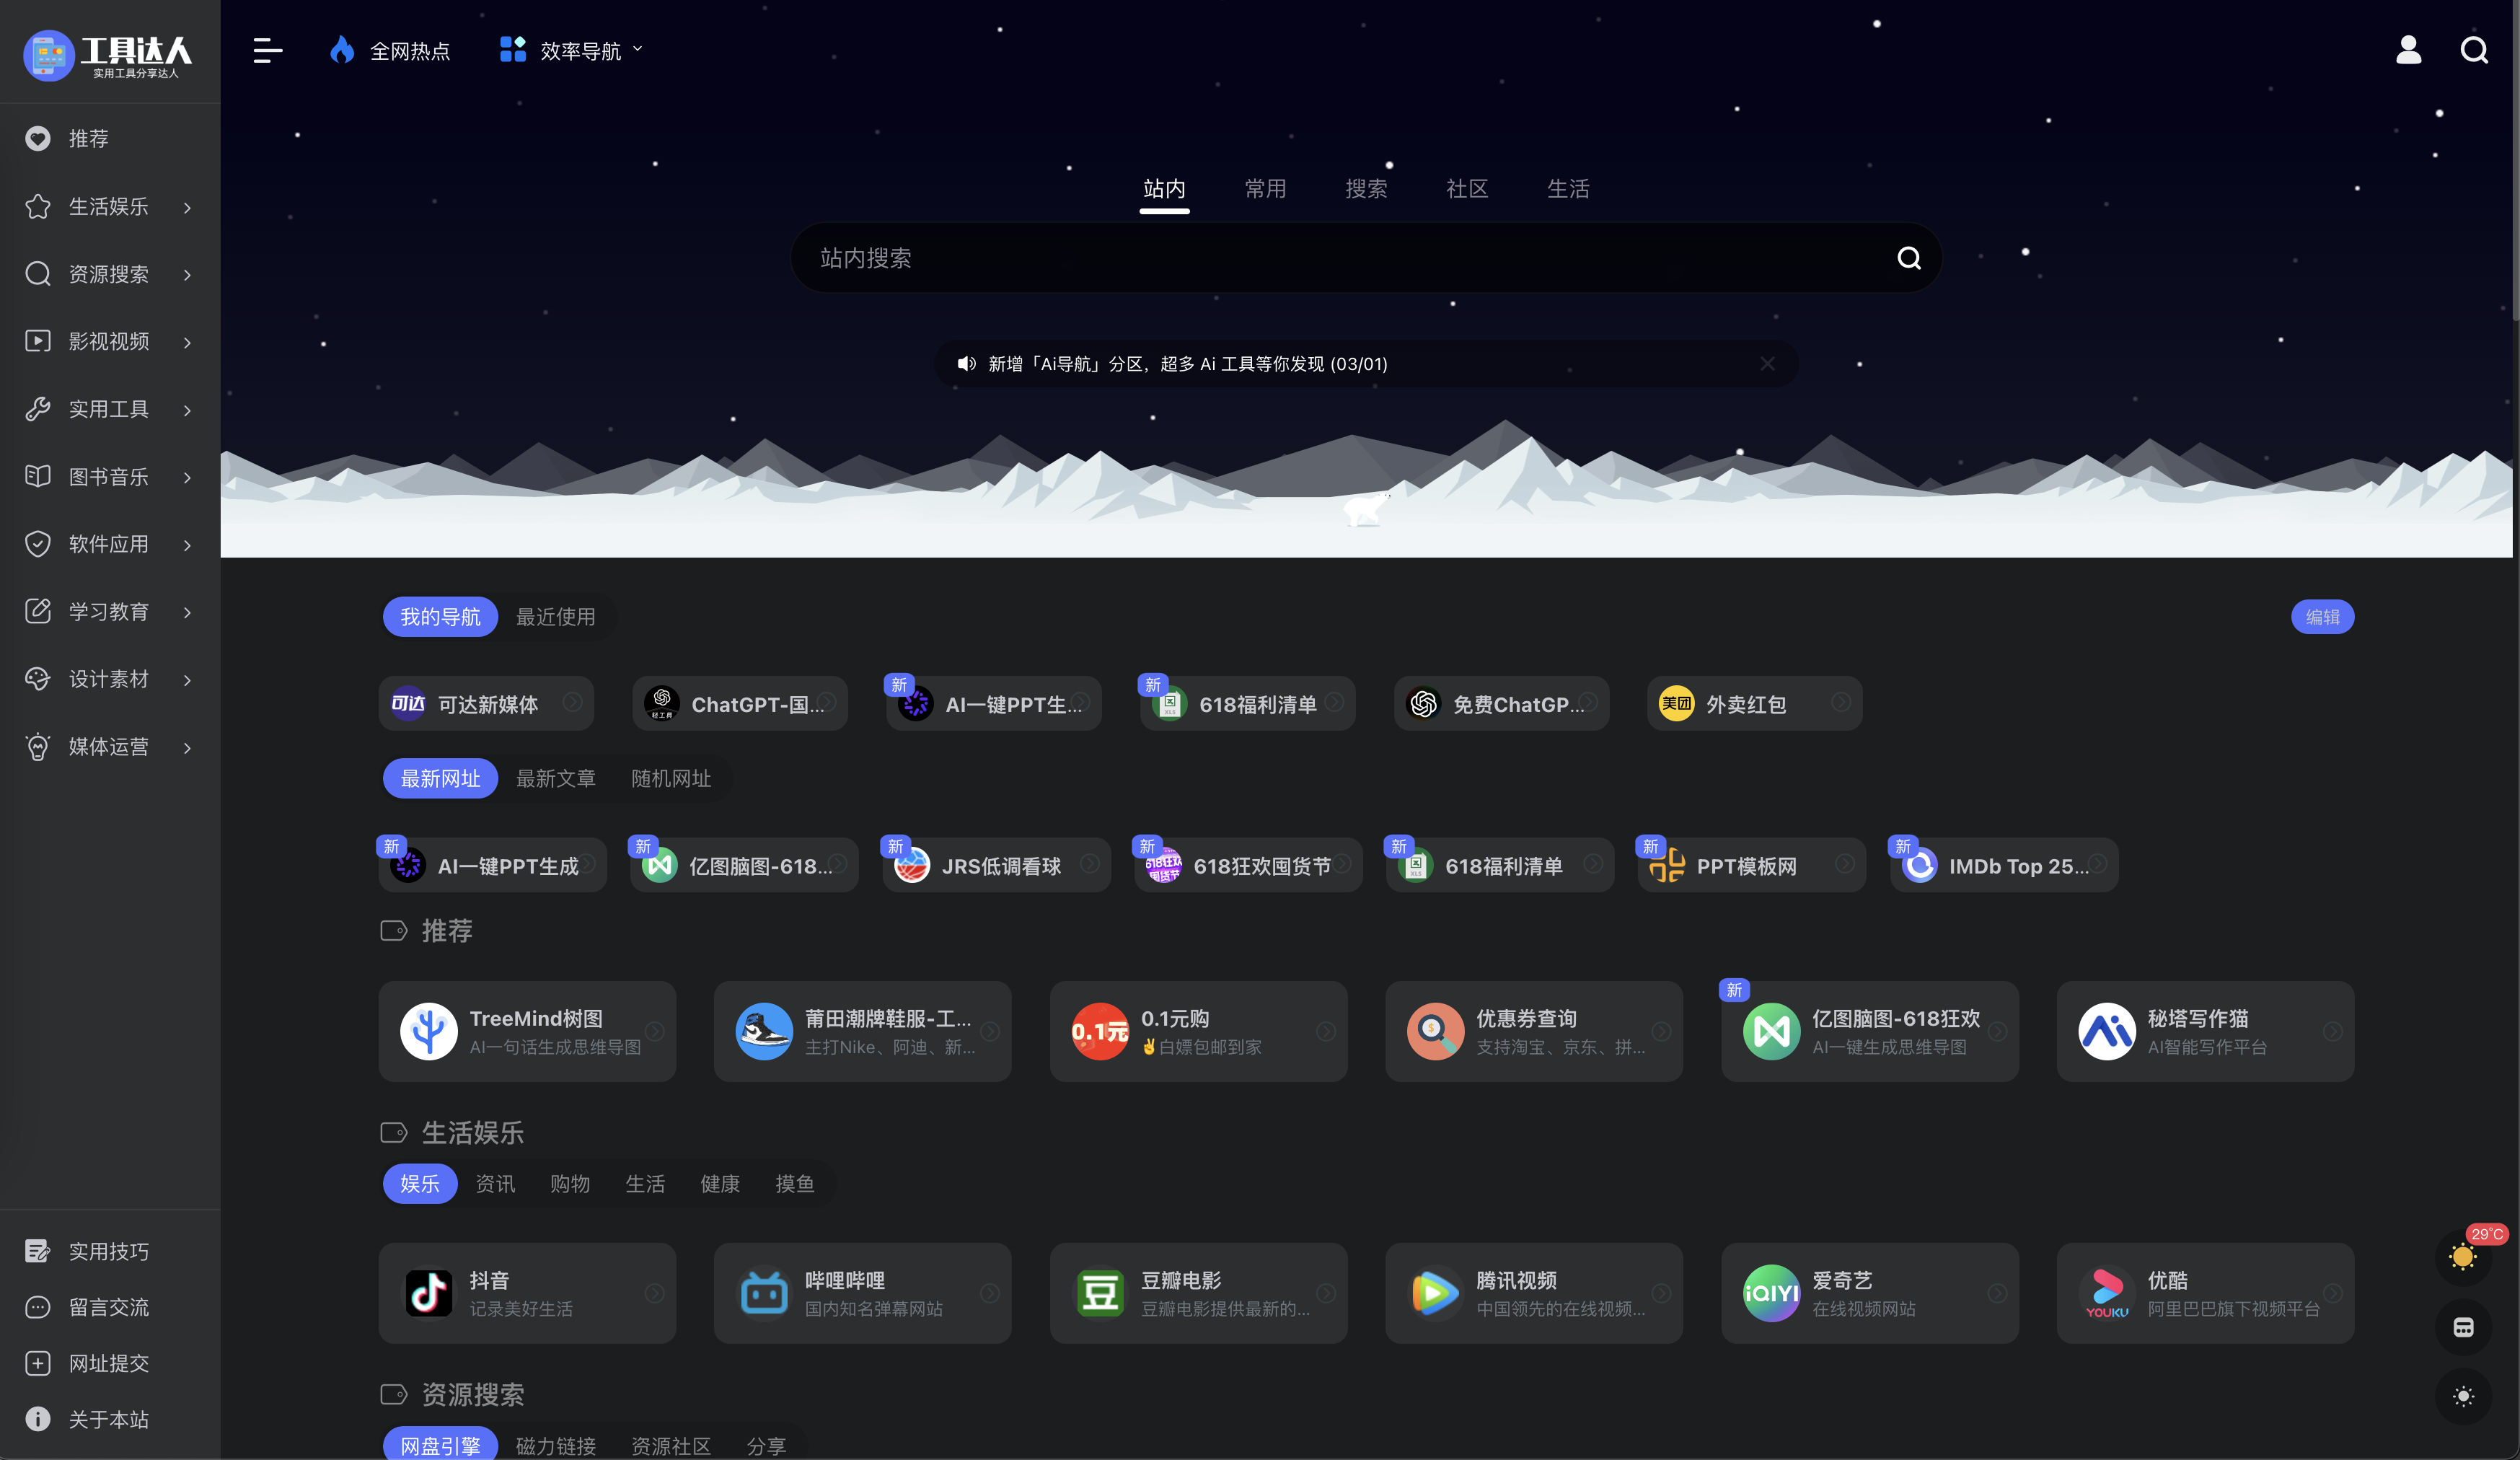 工具达人
实用工具分享达人
推荐
生活娱乐
资源搜索
影视视频
实用工具
图书音乐
软件应用
学习教育
设计素材
媒体运营
实用技巧
留言交流
网址提交
关于本站
全网热点
效率导航
站内 常用 搜索 社区 生活
站内搜索
新增「Ai导航」分区，超多 Ai 工具等你发现 (03/01)
我的导航 最近使用
编辑
可达 可达新媒体
轻工具 ChatGPT-国...
新 XLS AI一键PPT生...
新 618福利清单
免费ChatGP...
美团 外卖红包
最新网址 最新文章 随机网址
新 AI一键PPT生成
新 亿图脑图-618...
新 JRS低调看球
新 618狂欢囤货节
新 XLS 618福利清单
新 PPT模板网
新 IMDb Top 25...
推荐
TreeMind树图
AI一句话生成思维导图
莆田潮牌鞋服-工...
主打Nike、阿迪、新...
0.1元 0.1元购
✌白嫖包邮到家
优惠券查询
支持淘宝、京东、拼...
新 亿图脑图-618狂欢
AI一键生成思维导图
秘塔写作猫
AI智能写作平台
生活娱乐
娱乐 资讯 购物 生活 健康 摸鱼
抖音
记录美好生活
哔哩哔哩
国内知名弹幕网站
豆 豆瓣电影
豆瓣电影提供最新的...
腾讯视频
中国领先的在线视频...
iQIYI 爱奇艺
在线视频网站
YOUKU 优酷
阿里巴巴旗下视频平台
29°C
资源搜索
网盘引擎 磁力链接 资源社区 分享